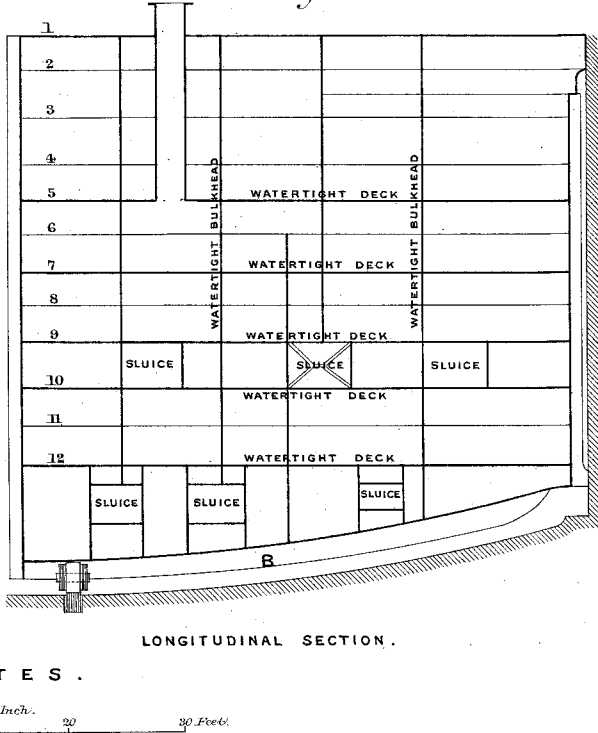 1
2
3
4
5
WATERTIGHT DECK
WATERTIGHT BULKHEAD
WATERTIGHT BULKHEAD
6
7
WATERTIGHT DECK
8
9
WATERTIGHT DECK
SLUICE
SLUICE
SLUICE
10
WATERTIGHT DECK
11
12
WATERTIGHT DECK
SLUICE
SLUICE
SLUICE
B
LONGITUDINAL SECTION.
TES.
Inch.
20
30 Feet.